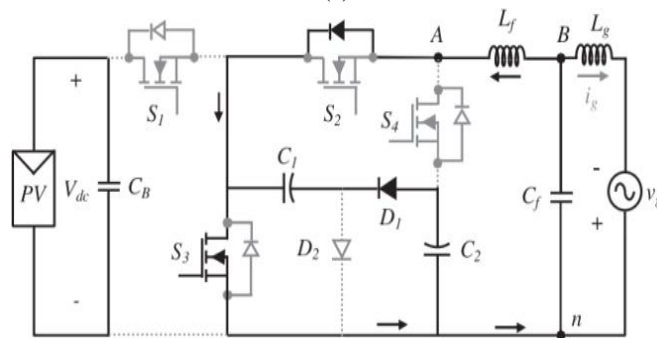 A
L_f
B
L_g
S_1
S_2
S_4
i_g
+
C_1
-
PV
V_dc
C_B
D_1
C_f
S_3
D_2
C_2
+
-
n